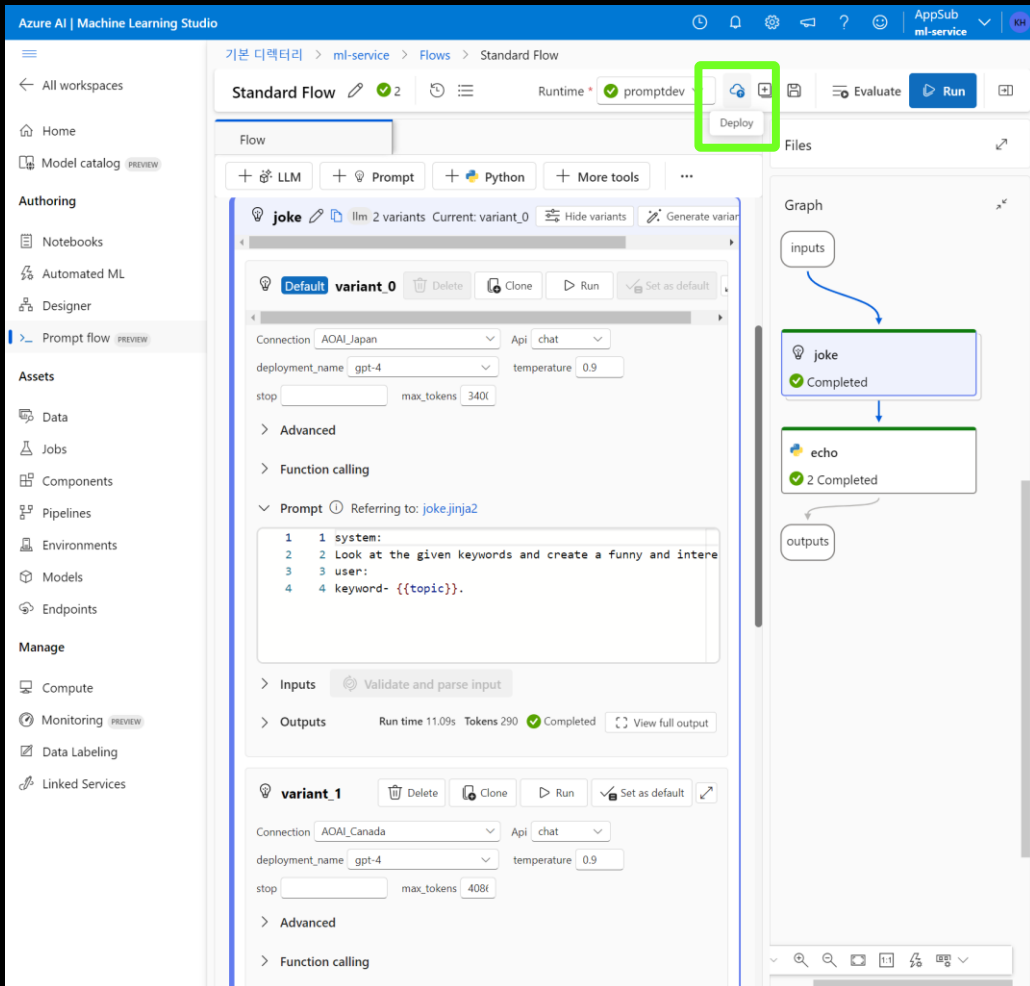 Azure AI | Machine Learning Studio
AppSub
ml-service
KH
기본 디렉터리 > ml-service > Flows > Standard Flow
All workspaces
Home
Model catalog PREVIEW
Authoring
Notebooks
Automated ML
Designer
Prompt flow PREVIEW
Assets
Data
Jobs
Components
Pipelines
Environments
Models
Endpoints
Manage
Compute
Monitoring PREVIEW
Data Labeling
Linked Services
Standard Flow 2 Runtime * promptdev Evaluate Run
Deploy
Flow
+ LLM + Prompt + Python + More tools ...
joke llm 2 variants Current: variant_0 Hide variants Generate varian
Default variant_0 Delete Clone Run Set as default
Connection AOAI_Japan Api chat
deployment_name gpt-4 temperature 0.9
stop max_tokens 3400
Advanced
Function calling
Prompt Referring to: joke.jinja2
1 1 system:
2 2 Look at the given keywords and create a funny and intere
3 3 user:
4 4 keyword- {{topic}}.
Inputs Validate and parse input
Outputs Run time 11.09s Tokens 290 Completed View full output
variant_1 Delete Clone Run Set as default
Connection AOAI_Canada Api chat
deployment_name gpt-4 temperature 0.9
stop max_tokens 4086
Advanced
Function calling
Files
Graph
inputs
joke
Completed
echo
2 Completed
outputs
1:1